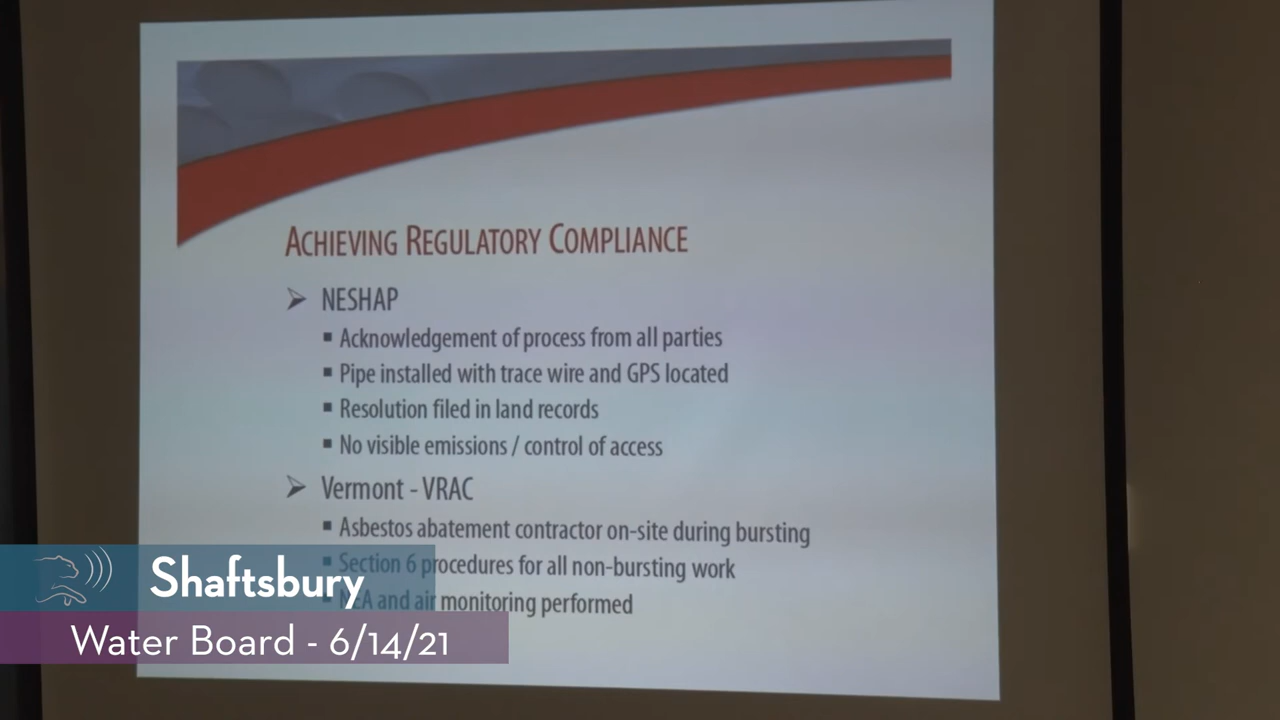 ACHIEVING REGULATORY COMPLIANCE
➤ NESHAP
▪ Acknowledgement of process from all parties
▪ Pipe installed with trace wire and GPS located
▪ Resolution filed in land records
▪ No visible emissions / control of access
➤ Vermont - VRAC
▪ Asbestos abatement contractor on-site during bursting
▪ Section 6 procedures for all non-bursting work
▪ NEA and air monitoring performed
Shaftsbury
Water Board - 6/14/21